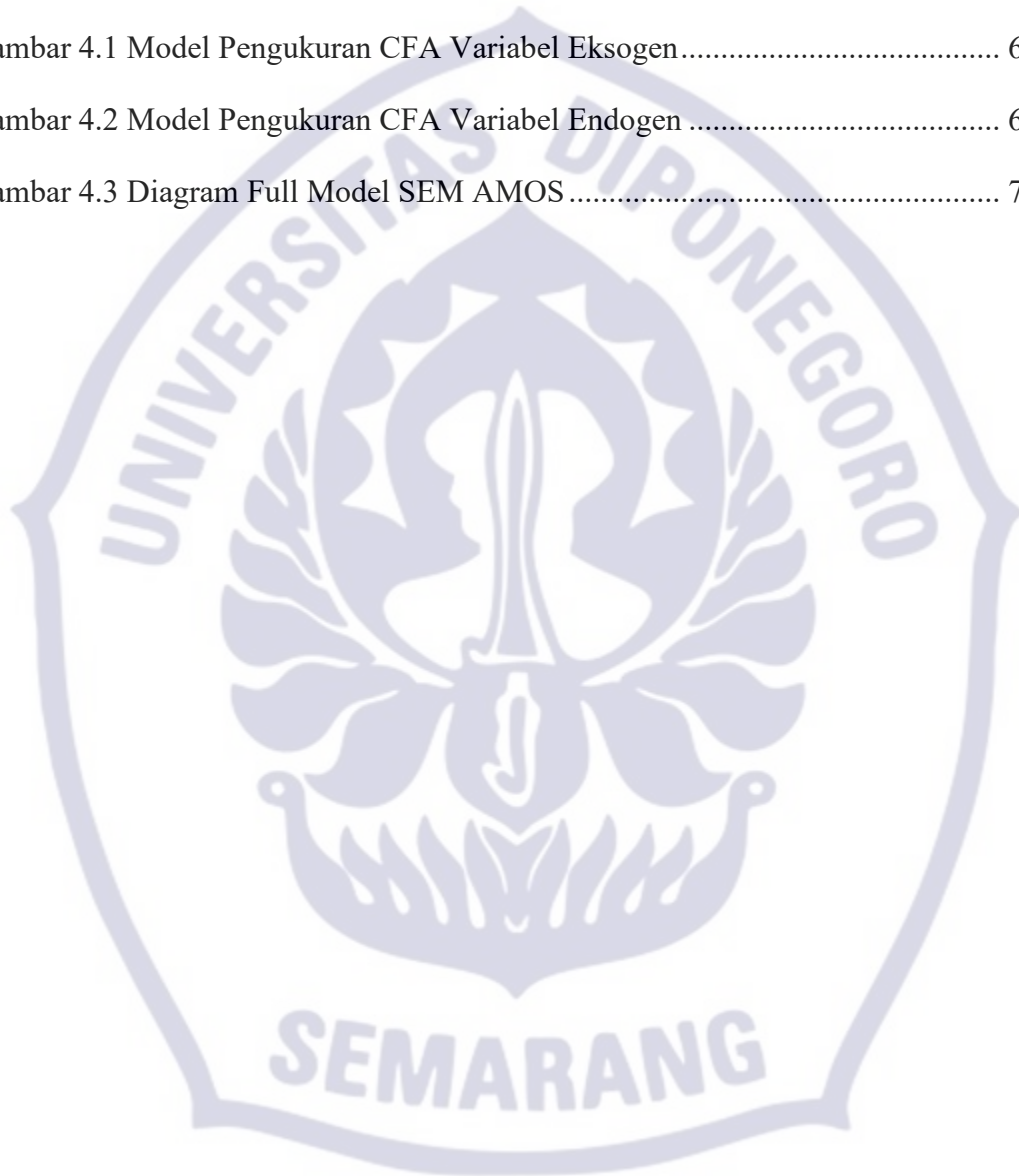 ambar 4.1 Model Pengukuran CFA Variabel Eksogen....................................... 6
ambar 4.2 Model Pengukuran CFA Variabel Endogen ...................................... 6
ambar 4.3 Diagram Full Model SEM AMOS..................................................... 7
UNIVERSITAS DIPONEGORO
SEMARANG